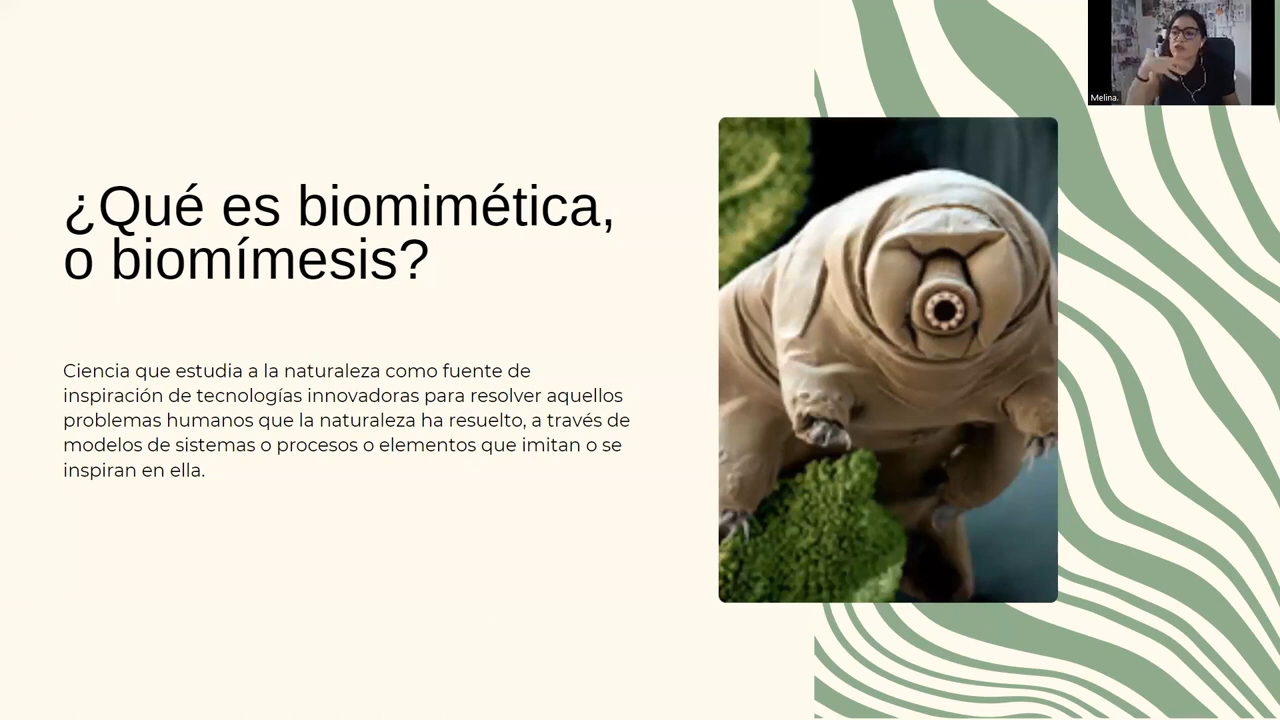 ¿Qué es biomimética,
o biomímesis?
Ciencia que estudia a la naturaleza como fuente de
inspiración de tecnologías innovadoras para resolver aquellos
problemas humanos que la naturaleza ha resuelto, a través de
modelos de sistemas o procesos o elementos que imitan o se
inspiran en ella.
Melina.